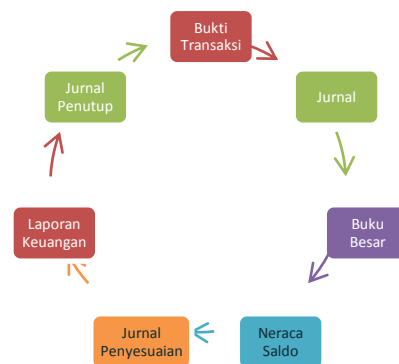 Bukti
Transaksi
Jurnal
Buku
Besar
Neraca
Saldo
Jurnal
Penyesuaian
Laporan
Keuangan
Jurnal
Penutup